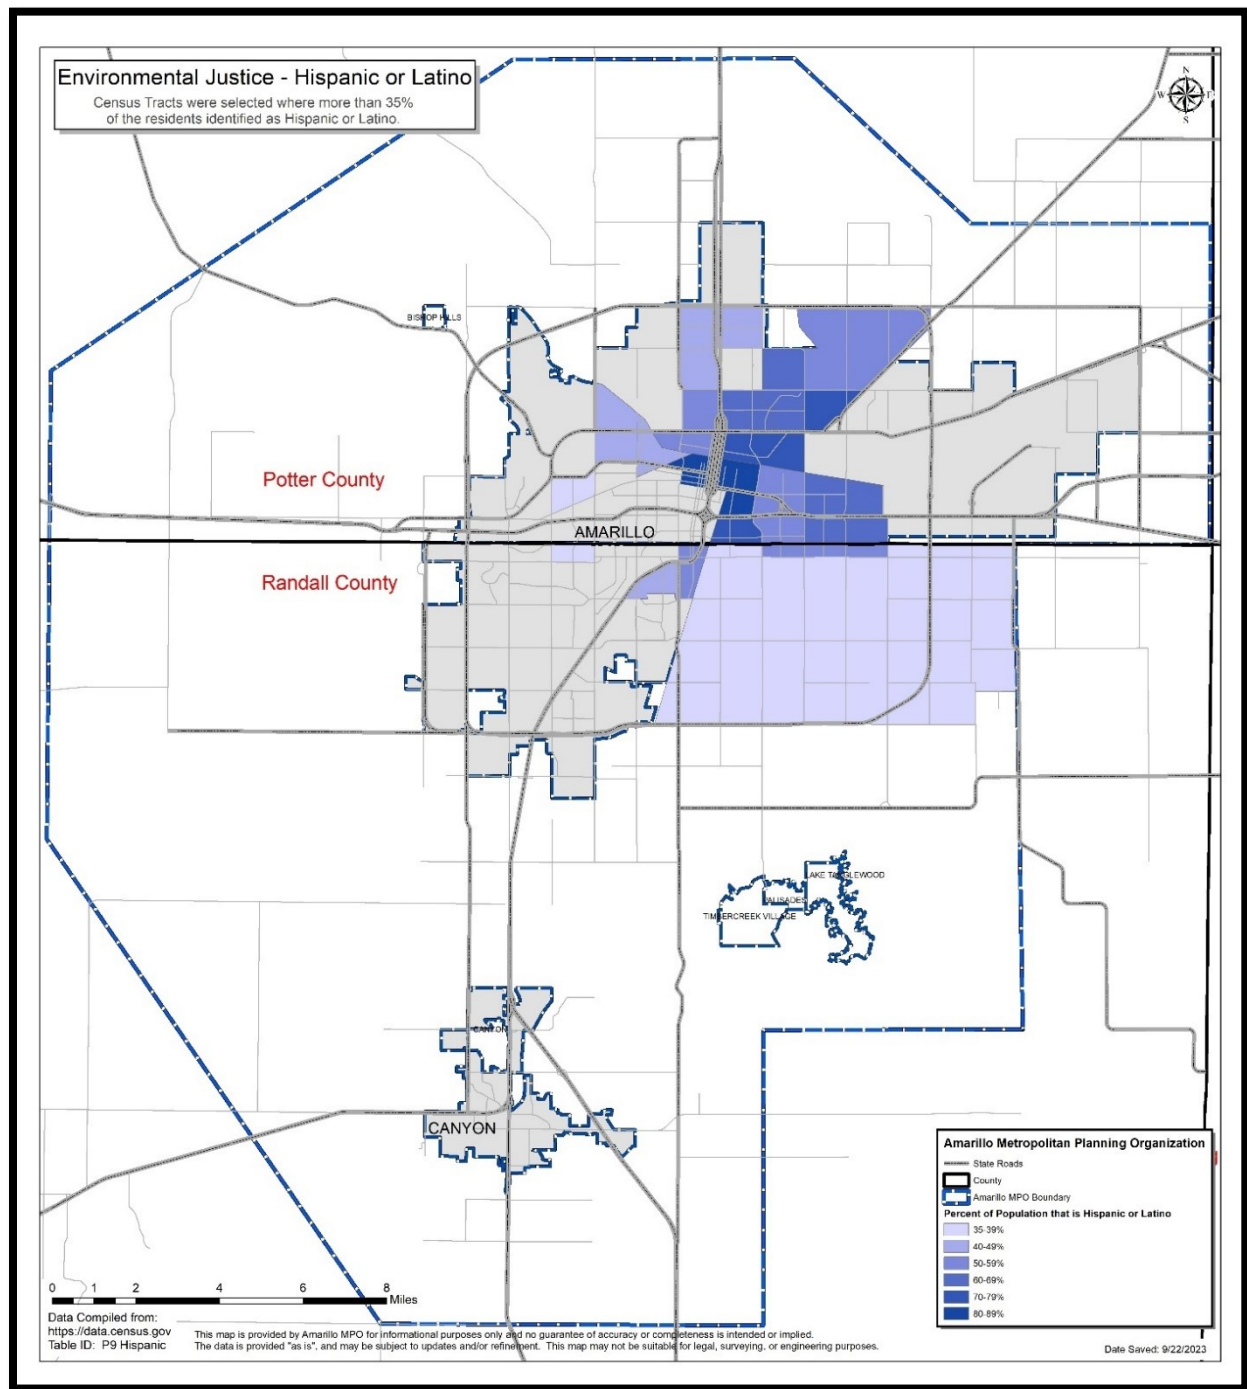 Environmental Justice - Hispanic or Latino
Census Tracts were selected where more than 35%
of the residents identified as Hispanic or Latino.
N
W
S
BISHOP HILLS
Potter County
AMARILLO
Randall County
LAKE TANGLEWOOD
PALISADES
TIMBERCREEK VILLAGE
CANYON
CANYON
Amarillo Metropolitan Planning Organization
State Roads
County
Amarillo MPO Boundary
Percent of Population that is Hispanic or Latino
35-39%
40-49%
50-59%
60-69%
70-79%
80-89%
0 1 2 4 6 8
Miles
Data Compiled from:
https://data.census.gov
Table ID: P9 Hispanic
This map is provided by Amarillo MPO for informational purposes only and no guarantee of accuracy or completeness is intended or implied.
The data is provided "as is", and may be subject to updates and/or refinement. This map may not be suitable for legal, surveying, or engineering purposes.
Date Saved: 9/22/2023